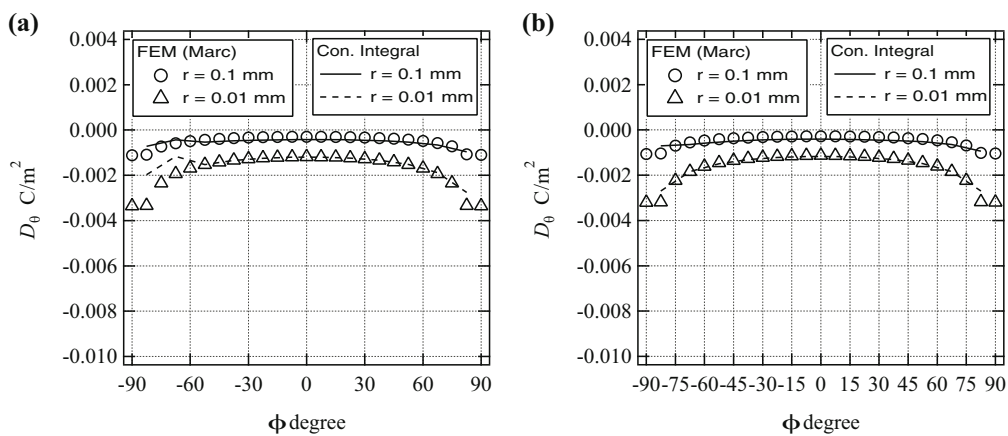 (a)
0.004
0.002
0.000
-0.002
-0.004
-0.006
-0.008
-0.010
D_θ C/m²
FEM (Marc)
r = 0.1 mm
r = 0.01 mm
Con. Integral
r = 0.1 mm
r = 0.01 mm
-90 -60 -30 0 30 60 90
Φ degree
(b)
0.004
0.002
0.000
-0.002
-0.004
-0.006
-0.008
-0.010
D_θ C/m²
FEM (Marc)
r = 0.1 mm
r = 0.01 mm
Con. Integral
r = 0.1 mm
r = 0.01 mm
-90 -75 -60 -45 -30 -15 0 15 30 45 60 75 90
Φ degree